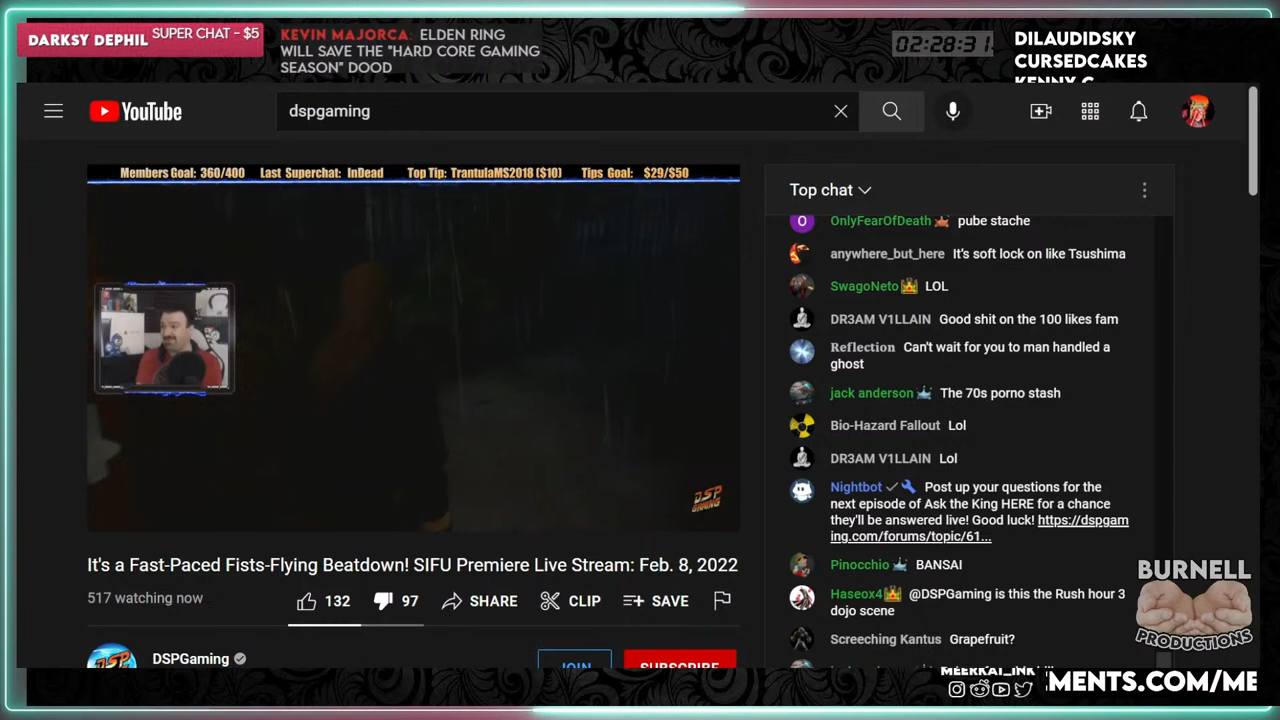 DARKSY DEPHIL
SUPER CHAT - $5
KEVIN MAJORCA: ELDEN RING
WILL SAVE THE "HARD CORE GAMING
SEASON" DOOD
02:28:31
DILAUDIDSKY
CURSEDCAKES
KENNY C
YouTube
dspgaming
Members Goal: 360/400 Last Superchat: InDead Top Tip: TrantulaMS2018 ($10) Tips Goal: $29/$50
DSP
GAMING
It's a Fast-Paced Fists-Flying Beatdown! SIFU Premiere Live Stream: Feb. 8, 2022
517 watching now
132
97
SHARE
CLIP
SAVE
DSPGaming
JOIN
SUBSCRIBE
Top chat
O
OnlyFearOfDeath pube stache
anywhere_but_here It's soft lock on like Tsushima
SwagoNeto LOL
DR3AM V1LLAIN Good shit on the 100 likes fam
Reflection Can't wait for you to man handled a
ghost
jack anderson The 70s porno stash
Bio-Hazard Fallout Lol
DR3AM V1LLAIN Lol
Nightbot Post up your questions for the
next episode of Ask the King HERE for a chance
they'll be answered live! Good luck! https://dspgam
ing.com/forums/topic/61...
Pinocchio BANSAI
Haseox4 @DSPGaming is this the Rush hour 3
dojo scene
Screeching Kantus Grapefruit?
BURNELL
PRODUCTIONS
MEERKAI_INK
MENTS.COM/ME